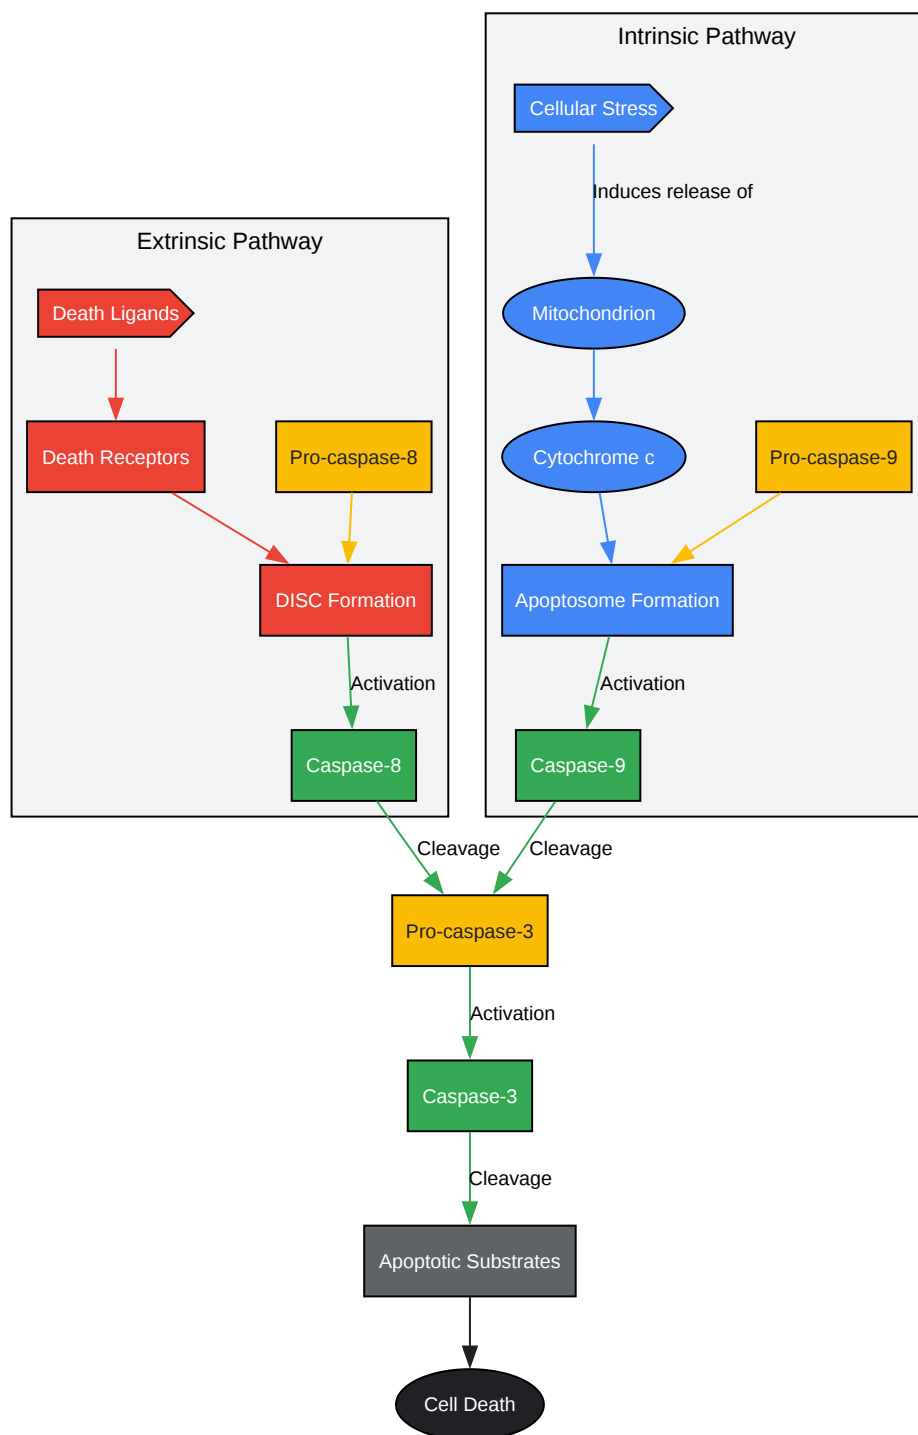 Intrinsic Pathway
Cellular Stress
Induces release of
Extrinsic Pathway
Death Ligands
Mitochondrion
Death Receptors
Pro-caspase-8
Cytochrome c
Pro-caspase-9
DISC Formation
Apoptosome Formation
Activation
Activation
Caspase-8
Caspase-9
Cleavage
Cleavage
Pro-caspase-3
Activation
Caspase-3
Cleavage
Apoptotic Substrates
Cell Death